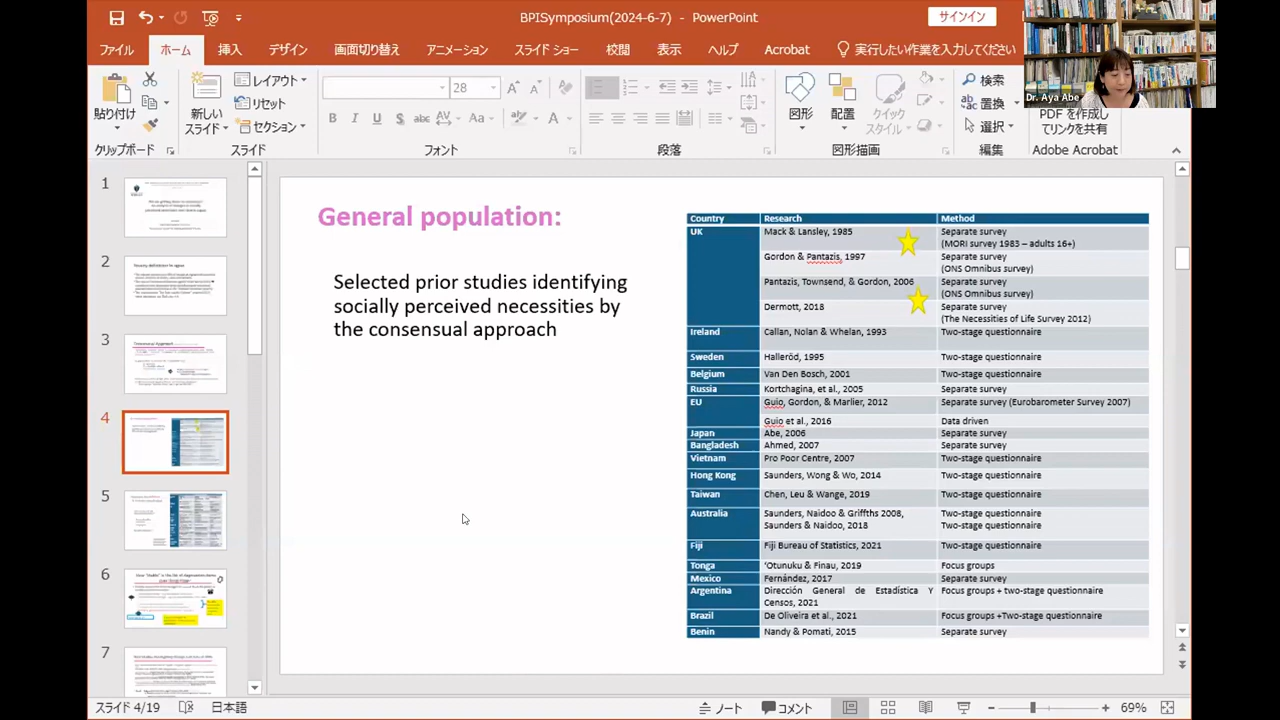 BPISymposium(2024-6-7) - PowerPoint
サインイン
ファイル ホーム 挿入 デザイン 画面切り替え アニメーション スライド ショー 校閲 表示 ヘルプ Acrobat 実行したい作業を入力してください
貼り付け
クリップボード
新しい
スライド
レイアウト
リセット
セクション
スライド
28
フォント
段落
図形
配置
スタイル
図形描画
検索
置換
選択
編集
Dr. Aya Abe
PDF を作成し
てリンクを共有
Adobe Acrobat
1
2
3
4
5
6
7
General population:
Selected prior studies identifying
socially perceived necessities by
the consensual approach
Country Research Method
UK Mack & Lansley, 1985 Separate survey
(MORI survey 1983 – adults 16+)
Gordon & Pantazis, Separate survey
(ONS Omnibus survey)
Pantazis, Townsend, & Gordon, 2006 Separate survey
(ONS Omnibus survey)
Dermott, 2018 Separate survey
(The Necessities of Life Survey 2012)
Ireland Callan, Nolan & Whelan, 1993 Two-stage questionnaire
Sweden Halleröd, 1995 Two-stage questionnaire
Belgium Van Den Bosch, 2001 Two-stage questionnaire
Russia Kortchagina, et al., 2005 Separate survey
EU Guio, Gordon, & Marlier, 2012 Separate survey (Eurobarometer Survey 2007)
Guio et al., 2016 Data driven
Japan Abe, 2006 Separate survey
Bangladesh Ahmed, 2007 Separate survey
Vietnam Pro Poor Centre, 2007 Two-stage questionnaire
Hong Kong Saunders, Wong & Wo, 2014 Two-stage questionnaire
Taiwan Chen, Leu & Wang, 2019 Two-stage questionnaire
Australia Saunders, Naidoo & Griffiths 2008, Two-stage questionnaire
Saunders & Naidoo, 2018 Two-stage questionnaire
Fiji Fiji Bureau of Statistics, 2021 Two-stage questionnaire
Tonga 'Otunuku & Finau, 2019 Focus groups
Mexico Fernández, Separate survey
Argentina Dirección General de Estadística Y Focus groups + two-stage questionnaire
Censos, 2021
Brazil De Oliveira et al., Focus groups +Two-stage questionnaire
Benin Nandy & Pomati, 2015 Separate survey
スライド 4/19 日本語 ノート コメント 69%